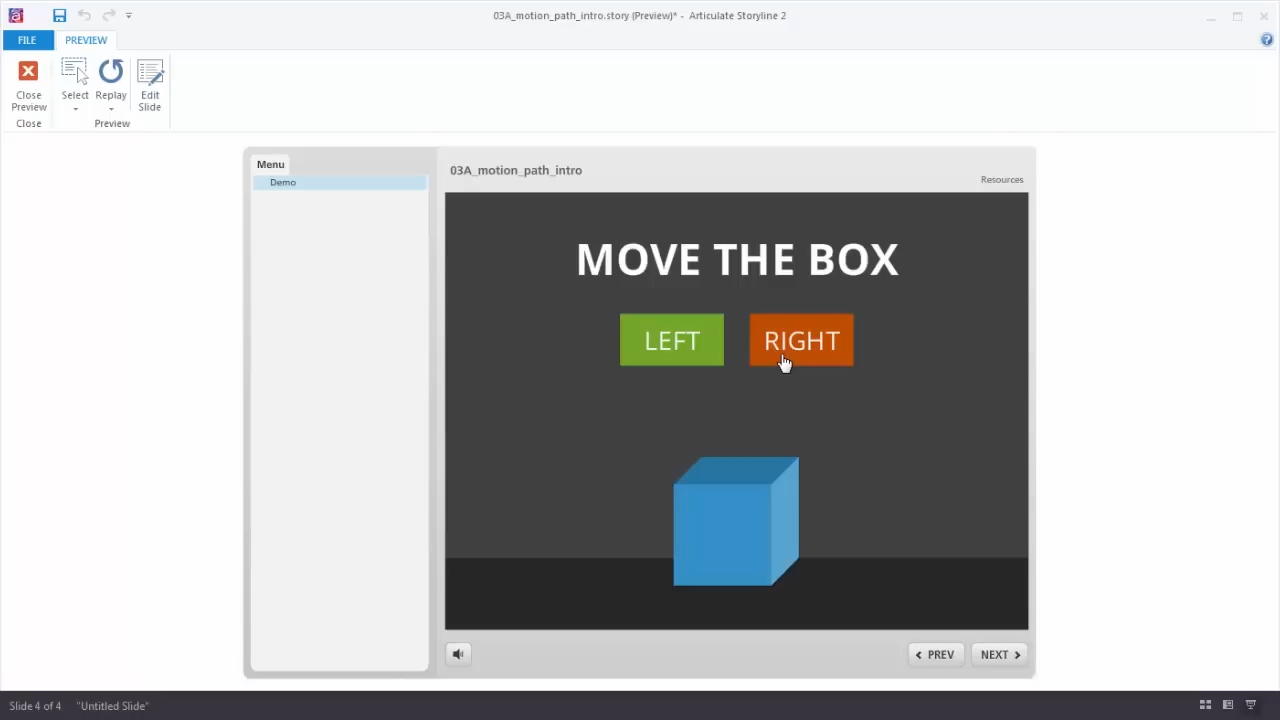 03A_motion_path_intro.story (Preview)* - Articulate Storyline 2
FILE
PREVIEW
Close Preview
Select
Replay
Edit Slide
Close
Preview
Menu
Demo
03A_motion_path_intro
Resources
MOVE THE BOX
LEFT
RIGHT
PREV
NEXT
Slide 4 of 4
"Untitled Slide"